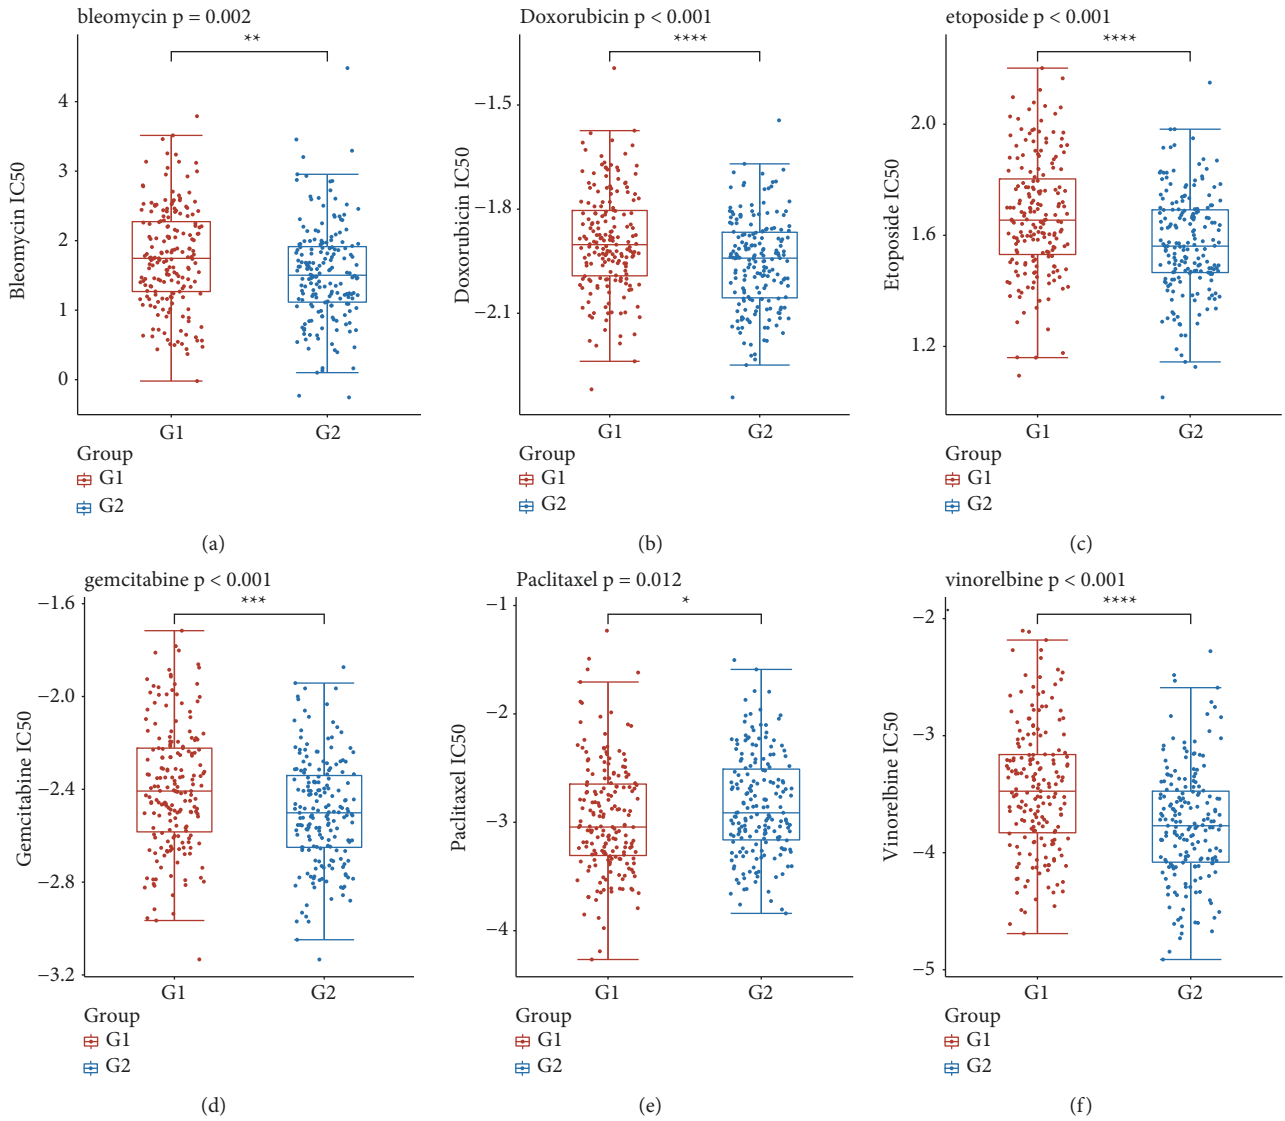 bleomycin p = 0.002
**
Bleomycin IC50
4
3
2
1
0
G1 G2
Group
G1
G2
(a)
Doxorubicin p < 0.001
****
Doxorubicin IC50
−1.5
−1.8
−2.1
G1 G2
Group
G1
G2
(b)
etoposide p < 0.001
****
Etoposide IC50
2.0
1.6
1.2
G1 G2
Group
G1
G2
(c)
gemcitabine p < 0.001
***
Gemcitabine IC50
−1.6
−2.0
−2.4
−2.8
−3.2
G1 G2
Group
G1
G2
(d)
Paclitaxel p = 0.012
*
Paclitaxel IC50
−1
−2
−3
−4
G1 G2
Group
G1
G2
(e)
vinorelbine p < 0.001
****
Vinorelbine IC50
−2
−3
−4
−5
G1 G2
Group
G1
G2
(f)